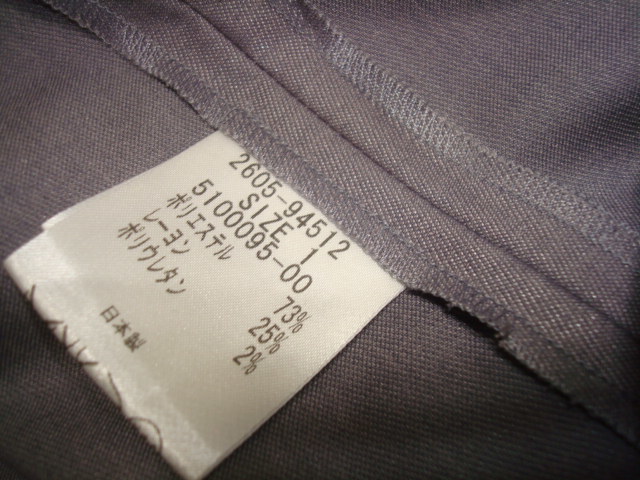 2605-94512
SIZE 1
5100095-00
ポリエステル 73%
レーヨン 25%
ポリウレタン 2%
日本製